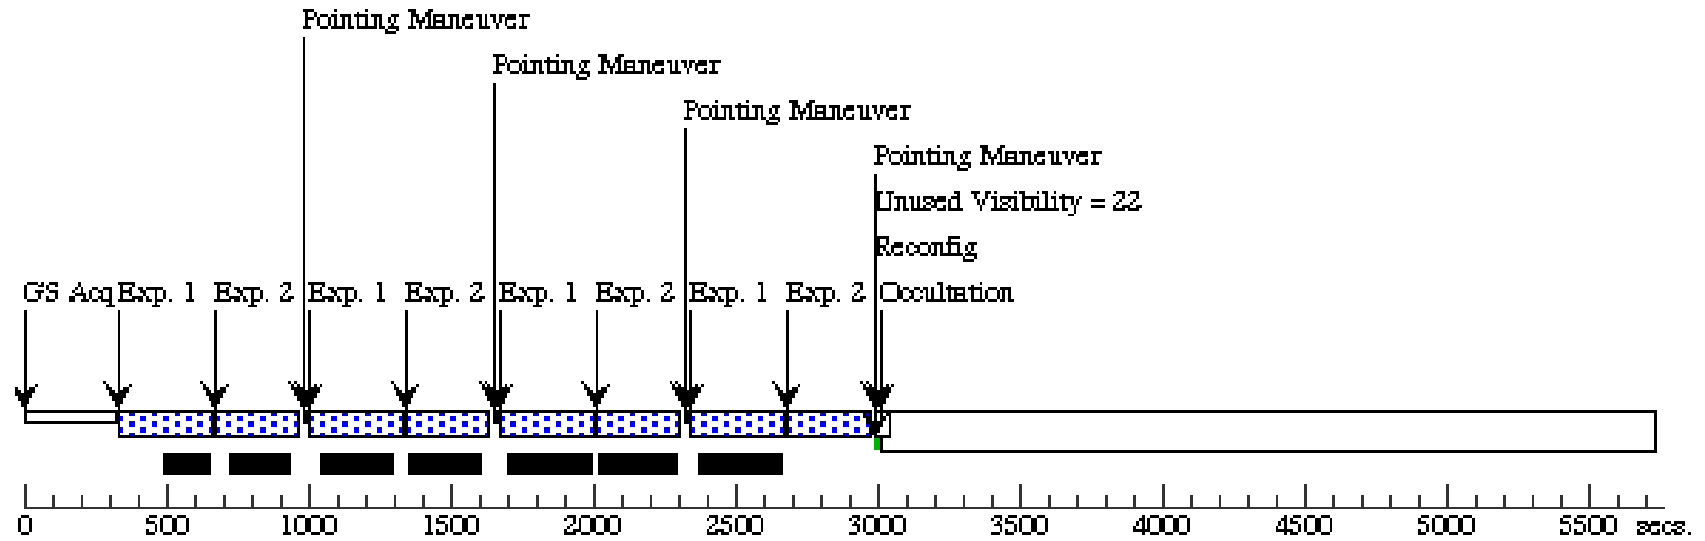 Pointing Maneuver
Pointing Maneuver
Pointing Maneuver
Pointing Maneuver
Unused Visibility = 22
Reconfig
GS Acq Exp. 1 Exp. 2 Exp. 1 Exp. 2 Exp. 1 Exp. 2 Exp. 1 Exp. 2 Occultation
0 500 1000 1500 2000 2500 3000 3500 4000 4500 5000 5500 secs.